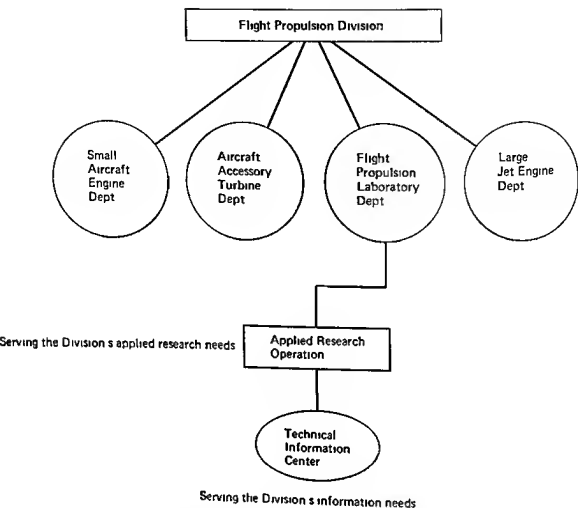 Flight Propulsion Division
Small
Aircraft
Engine
Dept
Aircraft
Accessory
Turbine
Dept
Flight
Propulsion
Laboratory
Dept
Large
Jet Engine
Dept
Serving the Division s applied research needs
Applied Research
Operation
Technical
Information
Center
Serving the Division s information needs